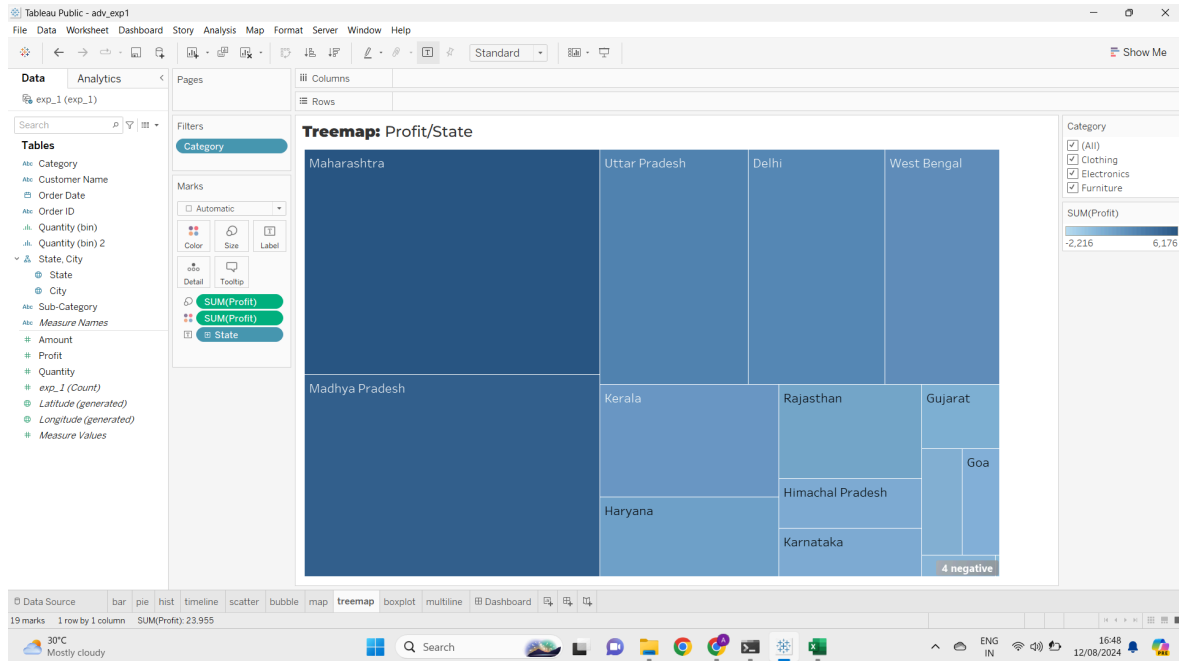 Tableau Public - adv_exp1
File Data Worksheet Dashboard Story Analysis Map Format Server Window Help
Standard
Show Me
Data Analytics
Pages
Columns
exp_1 (exp_1)
Rows
Search
Filters
Category
Tables
Category
Customer Name
Order Date
Order ID
Quantity (bin)
Quantity (bin) 2
State, City
State
City
Sub-Category
Measure Names
Amount
Profit
Quantity
exp_1 (Count)
Latitude (generated)
Longitude (generated)
Measure Values
Marks
Automatic
Color Size Label
Detail Tooltip
SUM(Profit)
SUM(Profit)
State
Treemap: Profit/State
Maharashtra
Uttar Pradesh
Delhi
West Bengal
Madhya Pradesh
Kerala
Rajasthan
Gujarat
Goa
Himachal Pradesh
Haryana
Karnataka
4 negative
Category
(All)
Clothing
Electronics
Furniture
SUM(Profit)
-2,216 6,176
Data Source bar pie hist timeline scatter bubble map treemap boxplot multiline Dashboard
19 marks 1 row by 1 column SUM(Profit): 23.955
30°C
Mostly cloudy
Search
ENG
IN
16:48
12/08/2024